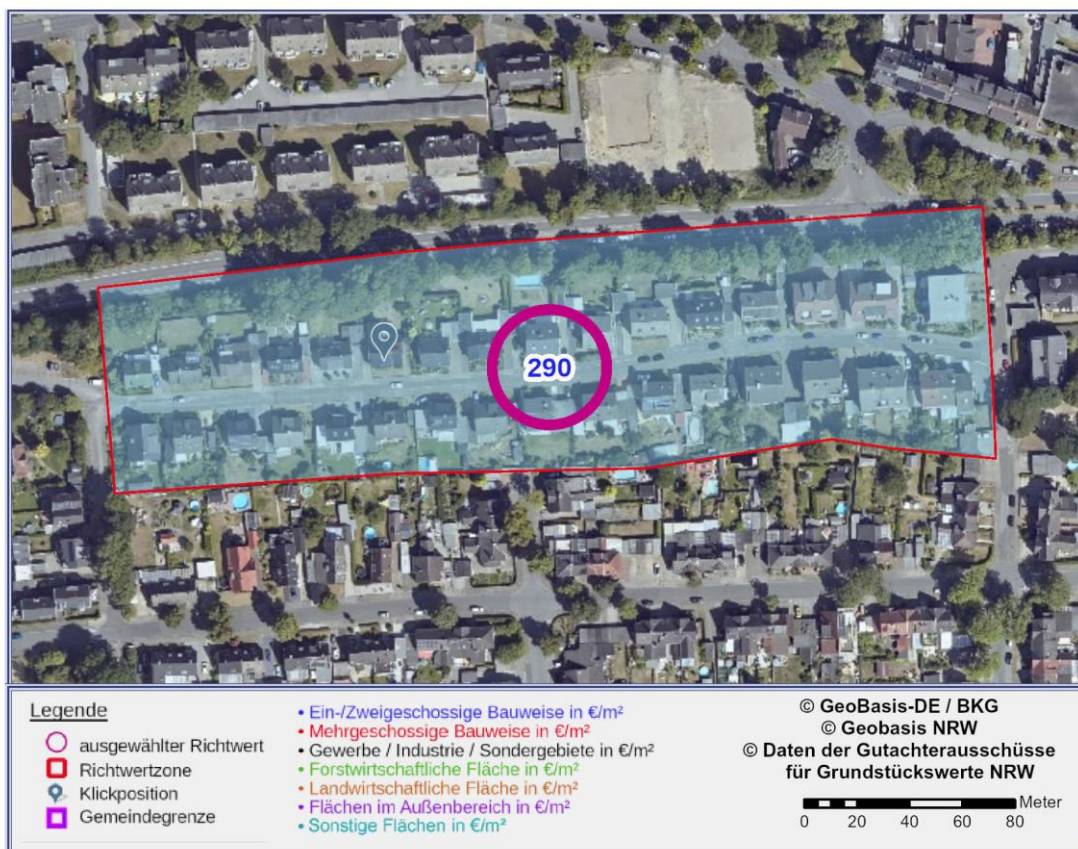 290
Legende
ausgewählter Richtwert
Richtwertzone
Klickposition
Gemeindegrenze
• Ein-/Zweigeschossige Bauweise in €/m²
• Mehrgeschossige Bauweise in €/m²
• Gewerbe / Industrie / Sondergebiete in €/m²
• Forstwirtschaftliche Fläche in €/m²
• Landwirtschaftliche Fläche in €/m²
• Flächen im Außenbereich in €/m²
• Sonstige Flächen in €/m²
© GeoBasis-DE / BKG
© Geobasis NRW
© Daten der Gutachterausschüsse
für Grundstückswerte NRW
Meter
0 20 40 60 80